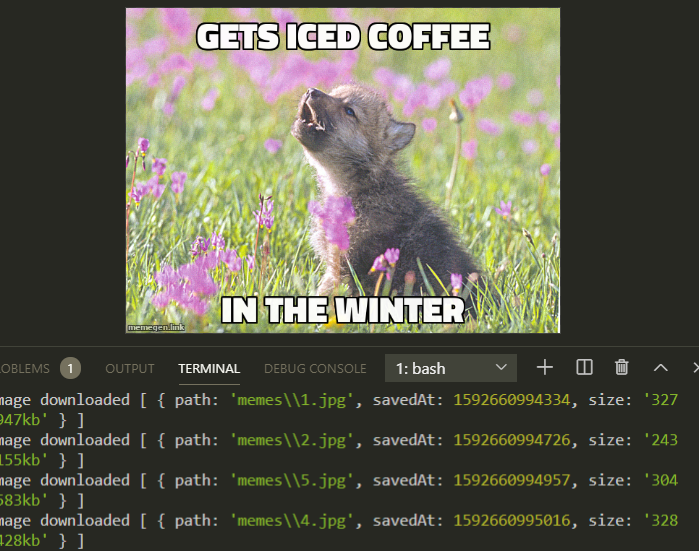 GETS ICED COFFEE
IN THE WINTER
memegen.link
OBLEMS 1 OUTPUT TERMINAL DEBUG CONSOLE 1: bash
mage downloaded [ { path: 'memes\\1.jpg', savedAt: 1592660994334, size: '327
947kb' } ]
mage downloaded [ { path: 'memes\\2.jpg', savedAt: 1592660994726, size: '243
155kb' } ]
mage downloaded [ { path: 'memes\\5.jpg', savedAt: 1592660994957, size: '304
583kb' } ]
mage downloaded [ { path: 'memes\\4.jpg', savedAt: 1592660995016, size: '328
428kb' } ]